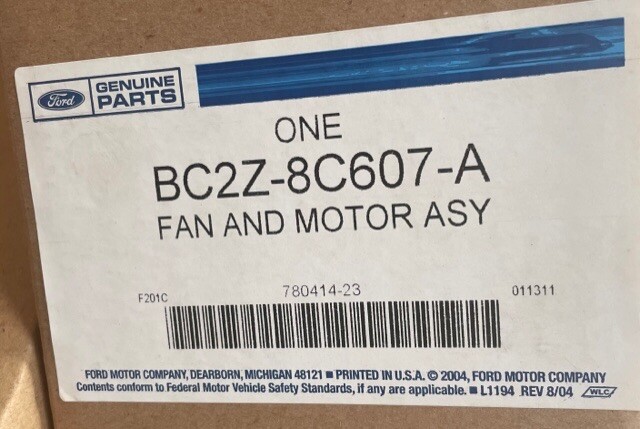 Ford
GENUINE
PARTS
ONE
BC2Z-8C607-A
FAN AND MOTOR ASY
F201C 780414-23 011311
FORD MOTOR COMPANY, DEARBORN, MICHIGAN 48121 ■ PRINTED IN U.S.A. © 2004, FORD MOTOR COMPANY
Contents conform to Federal Motor Vehicle Safety Standards, if any are applicable. ■ L1194 REV 8/04 WLC